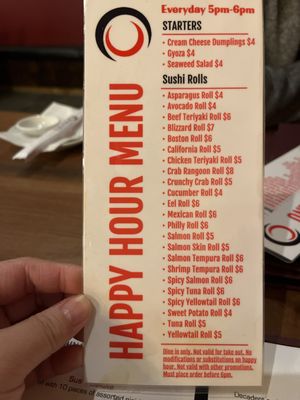 Everyday 5pm-6pm
STARTERS
• Cream Cheese Dumplings $4
• Gyoza $4
• Seaweed Salad $4
Sushi Rolls
• Asparagus Roll $4
• Avocado Roll $4
• Beef Teriyaki Roll $6
• Blizzard Roll $7
• Boston Roll $6
• California Roll $5
• Chicken Teriyaki Roll $5
• Crab Rangoon Roll $8
• Crunchy Crab Roll $5
• Cucumber Roll $4
• Eel Roll $6
• Mexican Roll $6
• Philly Roll $6
• Salmon Roll $5
• Salmon Skin Roll $5
• Salmon Tempura Roll $6
• Shrimp Tempura Roll $6
• Spicy Salmon Roll $6
• Spicy Tuna Roll $6
• Spicy Yellowtail Roll $6
• Sweet Potato Roll $4
• Tuna Roll $5
• Yellowtail Roll $5
Dine in only. Not valid for take out. No
modifications or substitutions on happy
hour. Not valid with other promotions.
Must place order before 6pm.
HAPPY HOUR MENU
with 10 pieces of assorted